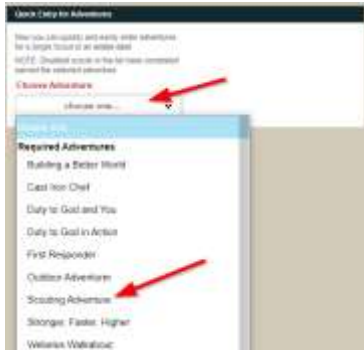 Quick Entry for Adventures
Now you can quickly and easily enter adventures
for a single Scout or an entire den!
NOTE: Disabled scouts in the list have completed
earned the selected adventure
Choose Adventure
choose one...
Required Adventures
Building a Better World
Cast Iron Chef
Duty to God and You
Duty to God in Action
First Responder
Outdoor Adventurer
Scouting Adventure
Stronger, Faster, Higher
Webelos Walkabout